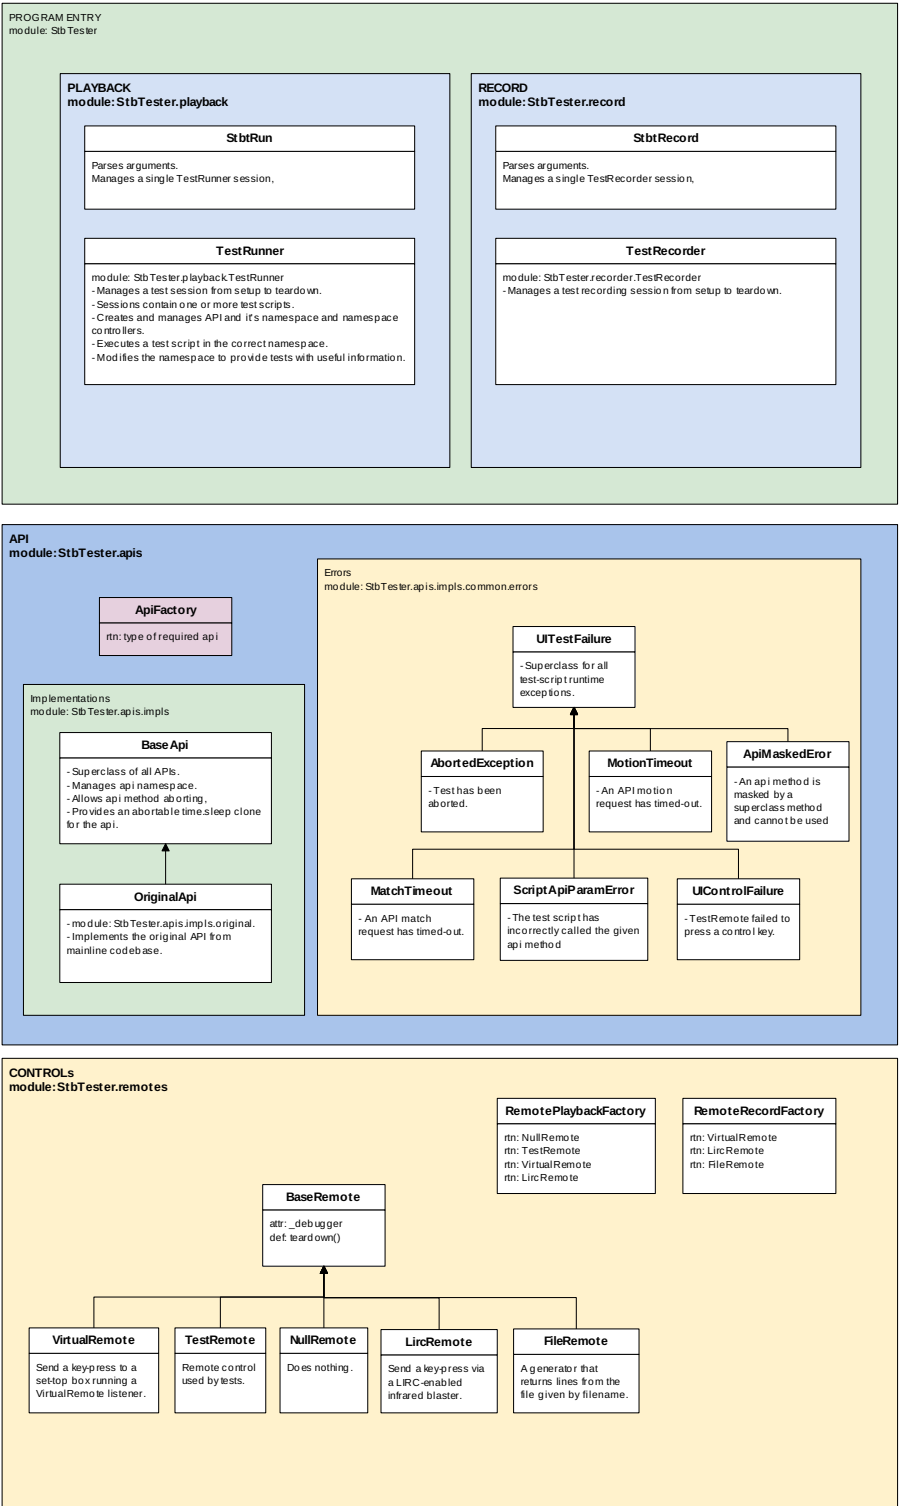 PROGRAM ENTRY
module: StbTester
PLAYBACK
module: StbTester.playback
StbtRun
Parses arguments.
Manages a single TestRunner session,
TestRunner
module: StbTester.playback.TestRunner
- Manages a test session from setup to teardown.
- Sessions contain one or more test scripts.
- Creates and manages API and it's namespace and namespace
controllers.
- Executes a test script in the correct namespace.
- Modifies the namespace to provide tests with useful information.
RECORD
module: StbTester.record
StbtRecord
Parses arguments.
Manages a single TestRecorder session,
TestRecorder
module: StbTester.recorder.TestRecorder
- Manages a test recording session from setup to teardown.
API
module: StbTester.apis
ApiFactory
rtn: type of required api
Implementations
module: StbTester.apis.impls
BaseApi
- Superclass of all APIs.
- Manages api namespace.
- Allows api method aborting,
- Provides an abortable time.sleep clone
for the api.
OriginalApi
- module: StbTester.apis.impls.original.
- Implements the original API from
mainline codebase.
Errors
module: StbTester.apis.impls.common.errors
UITestFailure
- Superclass for all
test-script runtime
exceptions.
AbortedException
- Test has been
aborted.
MotionTimeout
- An API motion
request has timed-out.
ApiMaskedEror
- An api method is
masked by a
superclass method
and cannot be used
MatchTimeout
- An API match
request has timed-out.
ScriptApiParamError
- The test script has
incorrectly called the given
api method
UIControlFailure
- TestRemote failed to
press a control key.
CONTROLs
module: StbTester.remotes
RemotePlaybackFactory
rtn: NullRemote
rtn: TestRemote
rtn: VirtualRemote
rtn: LircRemote
RemoteRecordFactory
rtn: VirtualRemote
rtn: LircRemote
rtn: FileRemote
BaseRemote
attr: _debugger
def: teardown()
VirtualRemote
Send a key-press to a
set-top box running a
VirtualRemote listener.
TestRemote
Remote control
used by tests.
NullRemote
Does nothing.
LircRemote
Send a key-press via
a LIRC-enabled
infrared blaster.
FileRemote
A generator that
returns lines from the
file given by filename.